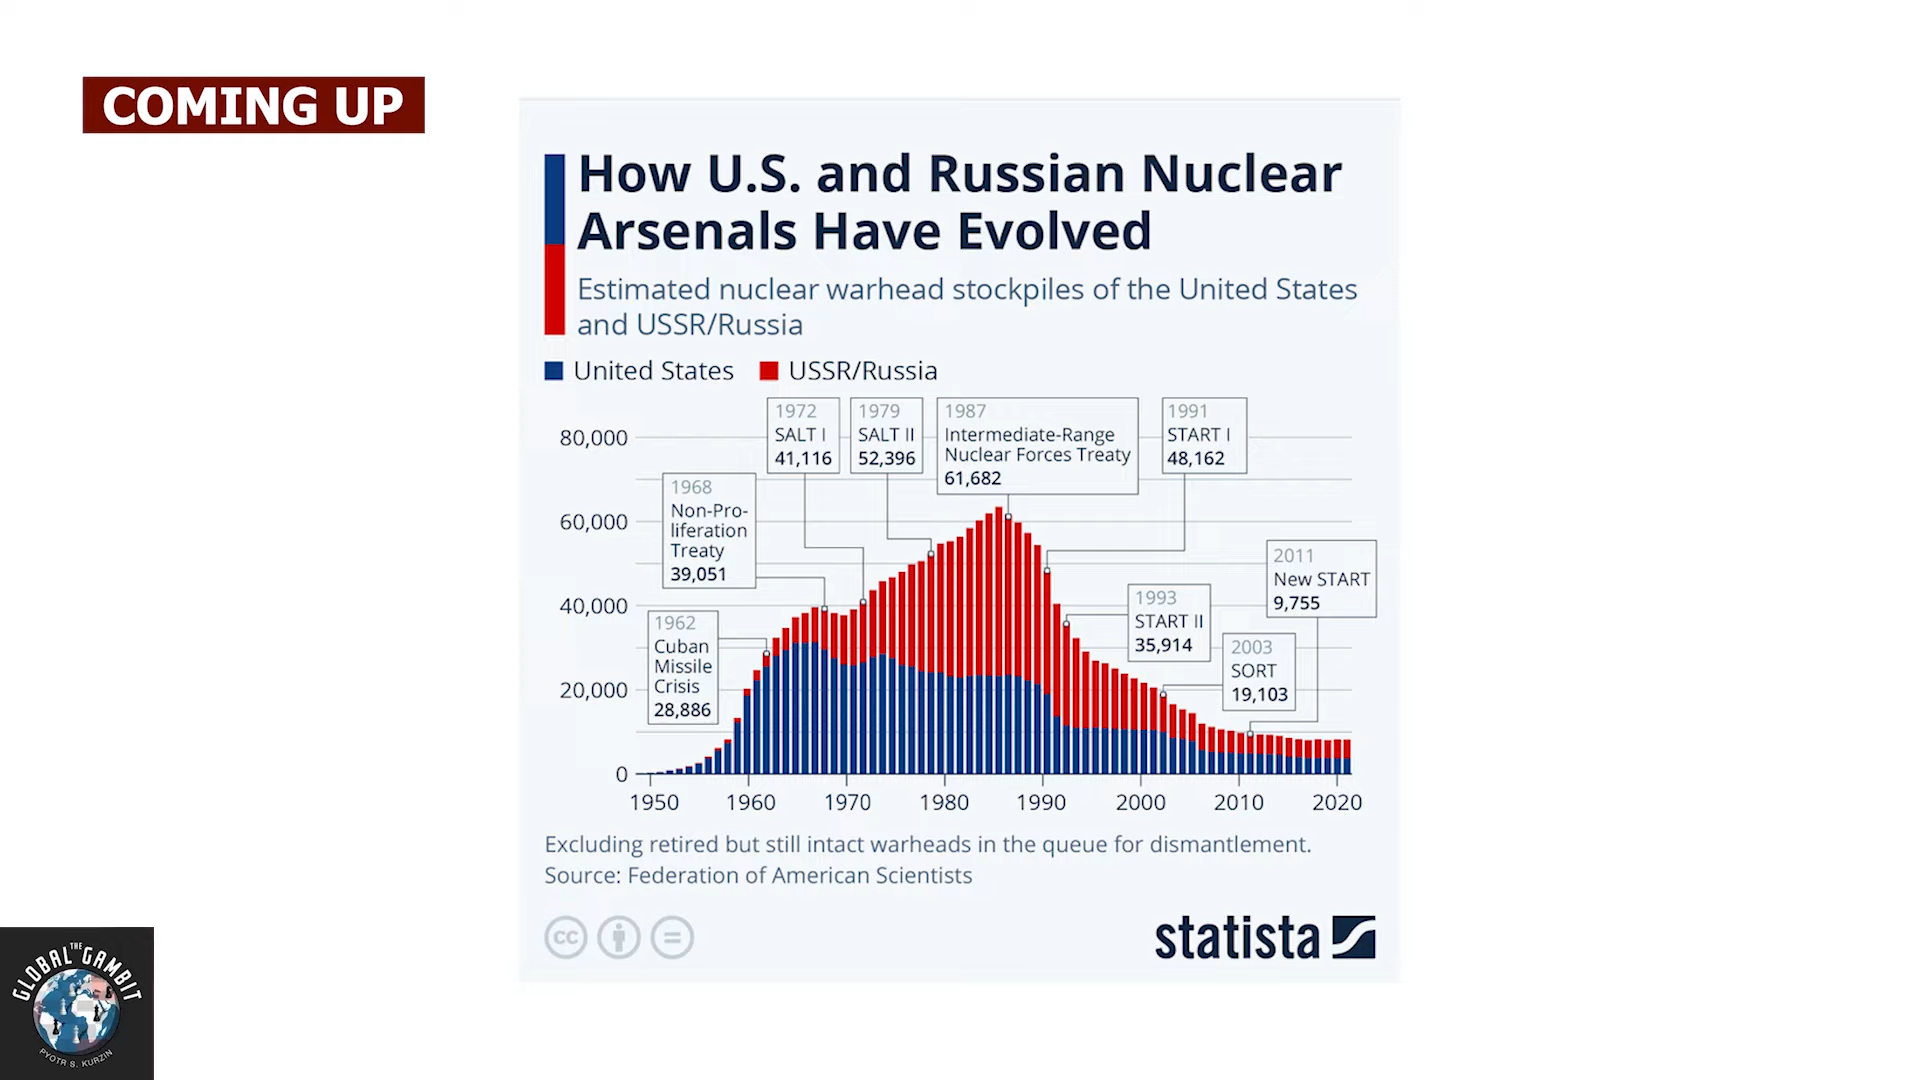 COMING UP
How U.S. and Russian Nuclear
Arsenals Have Evolved
Estimated nuclear warhead stockpiles of the United States
and USSR/Russia
United States
USSR/Russia
80,000
60,000
40,000
20,000
0
1962
Cuban
Missile
Crisis
28,886
1968
Non-Pro-
liferation
Treaty
39,051
1972
SALT I
41,116
1979
SALT II
52,396
1987
Intermediate-Range
Nuclear Forces Treaty
61,682
1991
START I
48,162
1993
START II
35,914
2003
SORT
19,103
2011
New START
9,755
1950 1960 1970 1980 1990 2000 2010 2020
Excluding retired but still intact warheads in the queue for dismantlement.
Source: Federation of American Scientists
cc
statista
THE
GLOBAL GAMBIT
PYOTR S. KURZIN